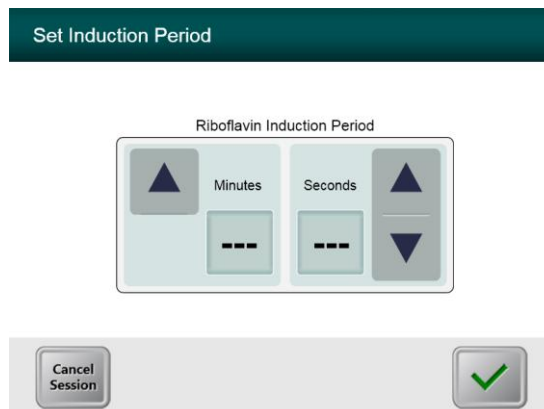 Set Induction Period
Riboflavin Induction Period
Minutes
Seconds
---
---
Cancel
Session